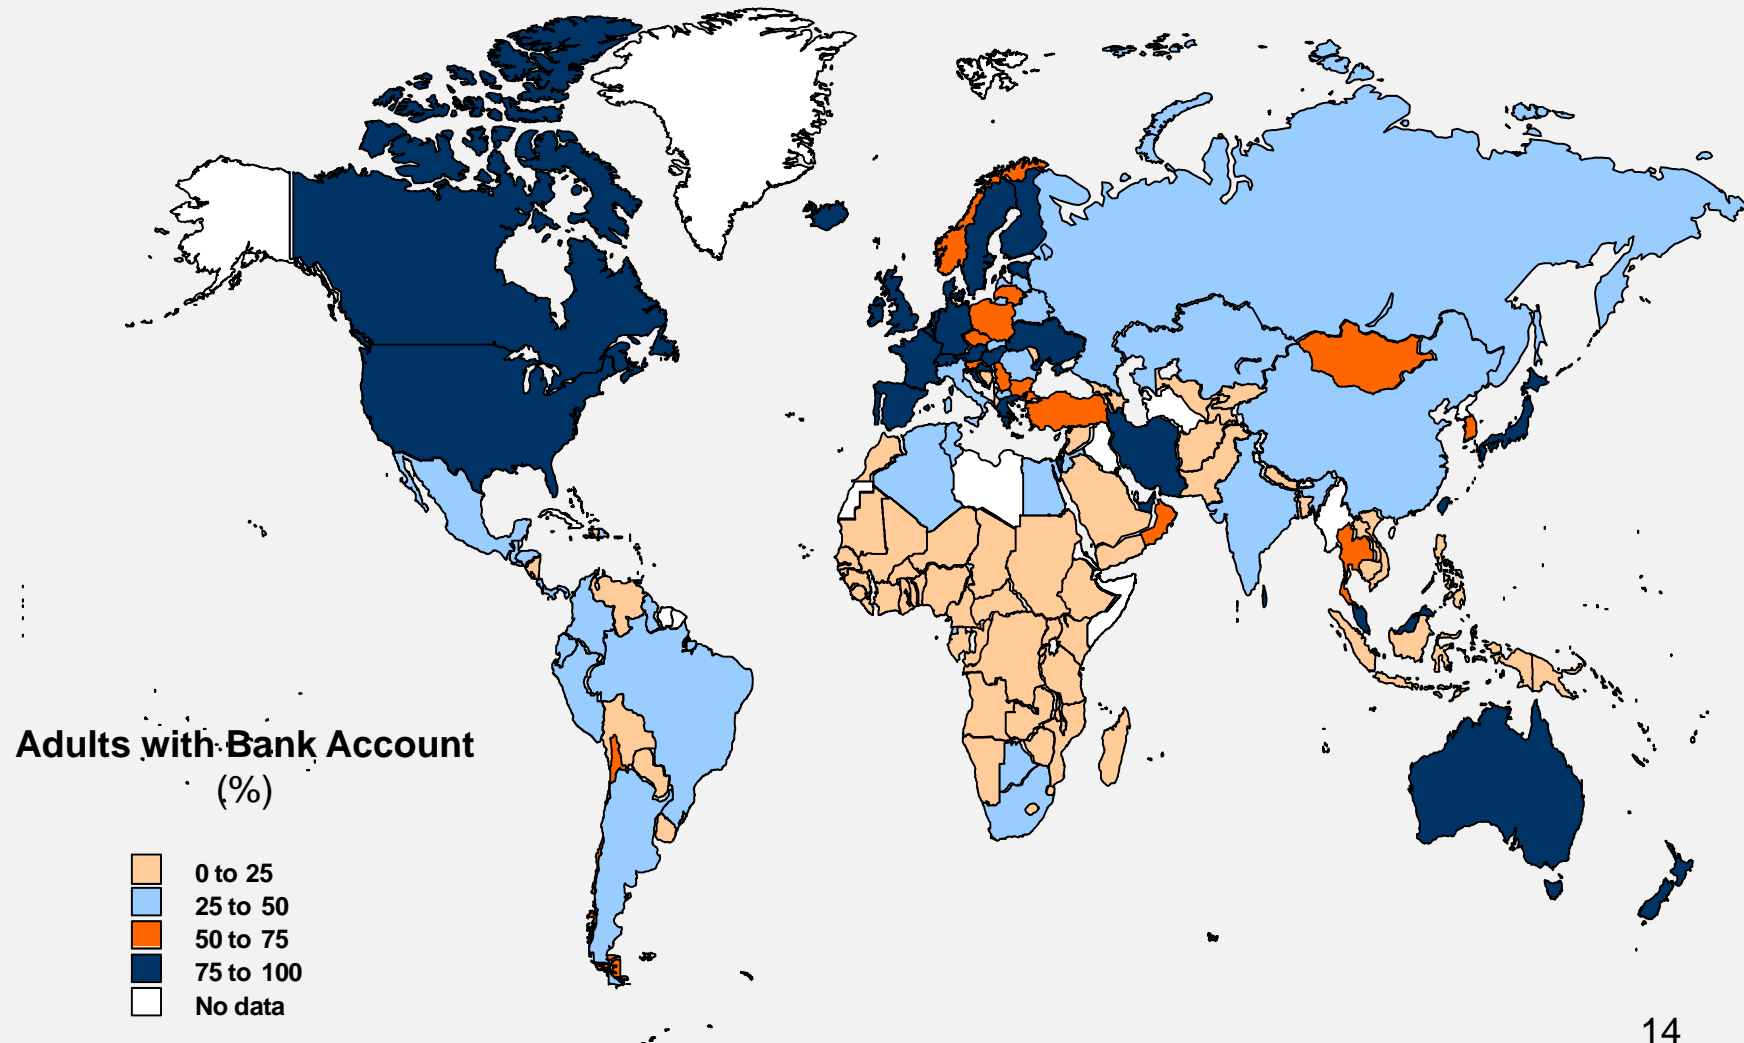 Adults with Bank Account
(%)
0 to 25
25 to 50
50 to 75
75 to 100
No data
14